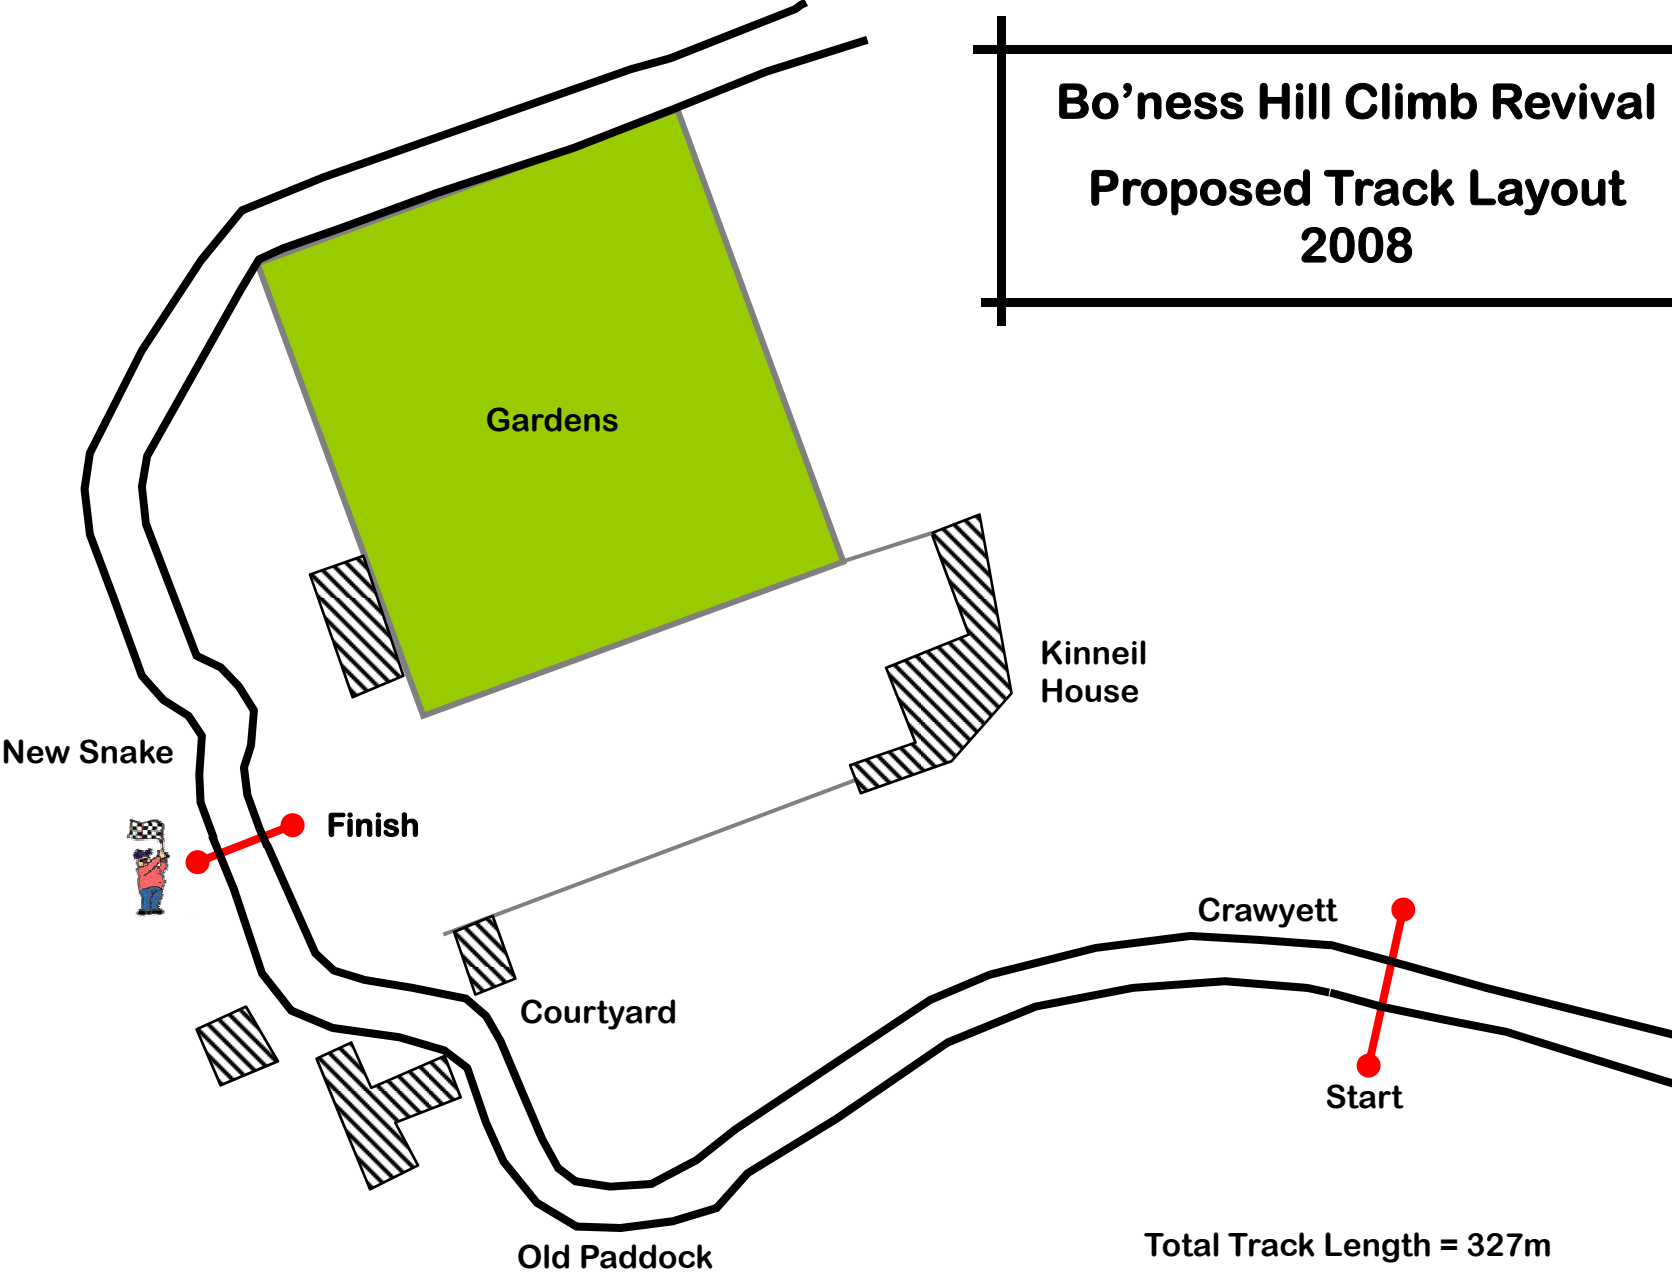 Bo’ness Hill Climb Revival
Proposed Track Layout
2008
Gardens
Kinneil
House
New Snake
Finish
Crawyett
Courtyard
Start
Old Paddock
Total Track Length = 327m